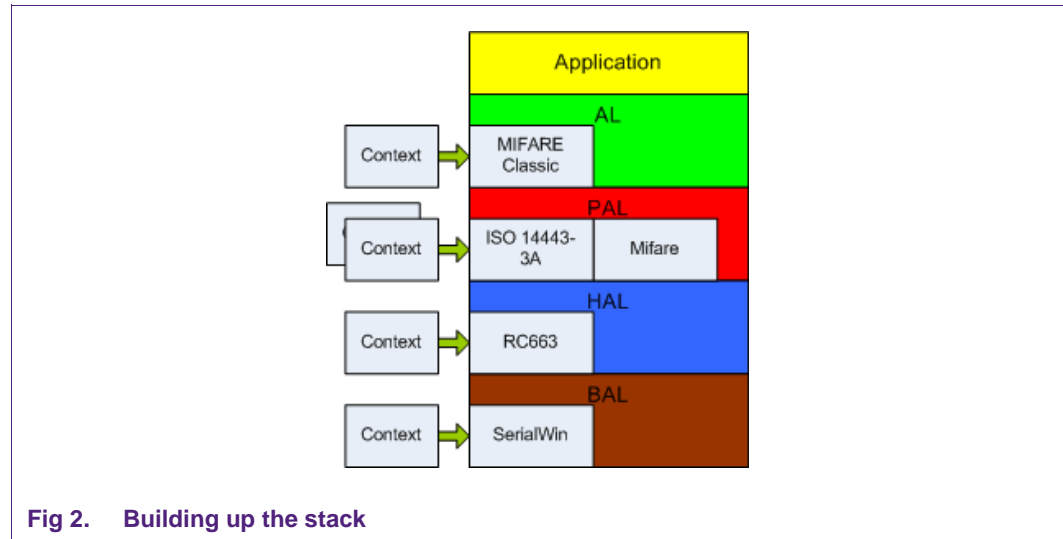 Application
AL
Context
MIFARE
Classic
PAL
Context
ISO 14443-
3A
Mifare
HAL
Context
RC663
BAL
Context
SerialWin
Fig 2. Building up the stack